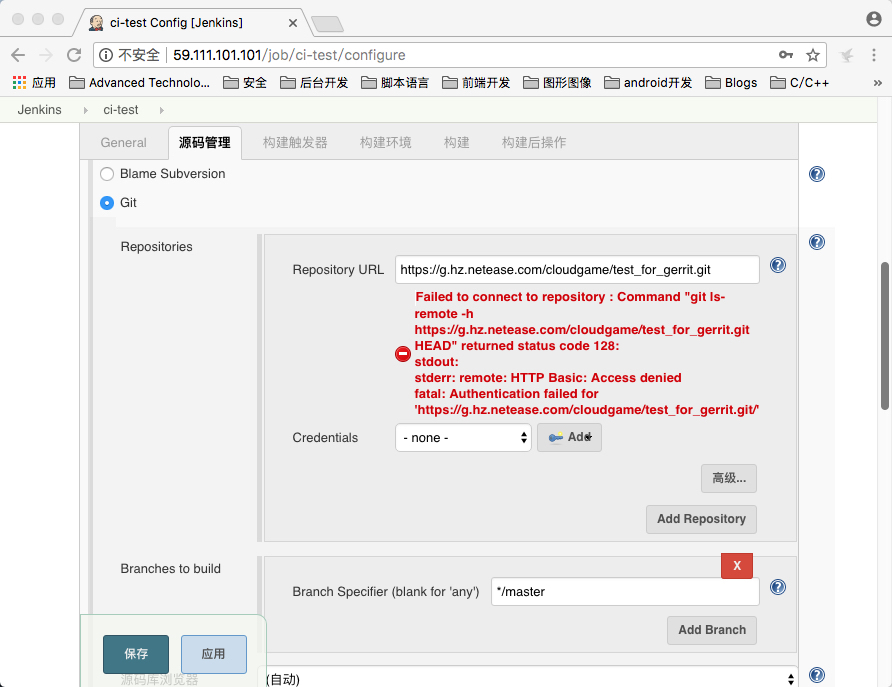 ci-test Config [Jenkins]
不安全 59.111.101.101/job/ci-test/configure
应用 Advanced Technolo... 安全 后台开发 脚本语言 前端开发 图形图像 android开发 Blogs C/C++ »
Jenkins ci-test
General 源码管理 构建触发器 构建环境 构建 构建后操作
Blame Subversion
Git
Repositories
Repository URL https://g.hz.netease.com/cloudgame/test_for_gerrit.git
Failed to connect to repository : Command "git ls-
remote -h
https://g.hz.netease.com/cloudgame/test_for_gerrit.git
HEAD" returned status code 128:
stdout:
stderr: remote: HTTP Basic: Access denied
fatal: Authentication failed for
'https://g.hz.netease.com/cloudgame/test_for_gerrit.git/'
Credentials - none - Add
高级...
Add Repository
Branches to build
X
Branch Specifier (blank for 'any') */master
Add Branch
保存 应用
源码库浏览器 (自动)